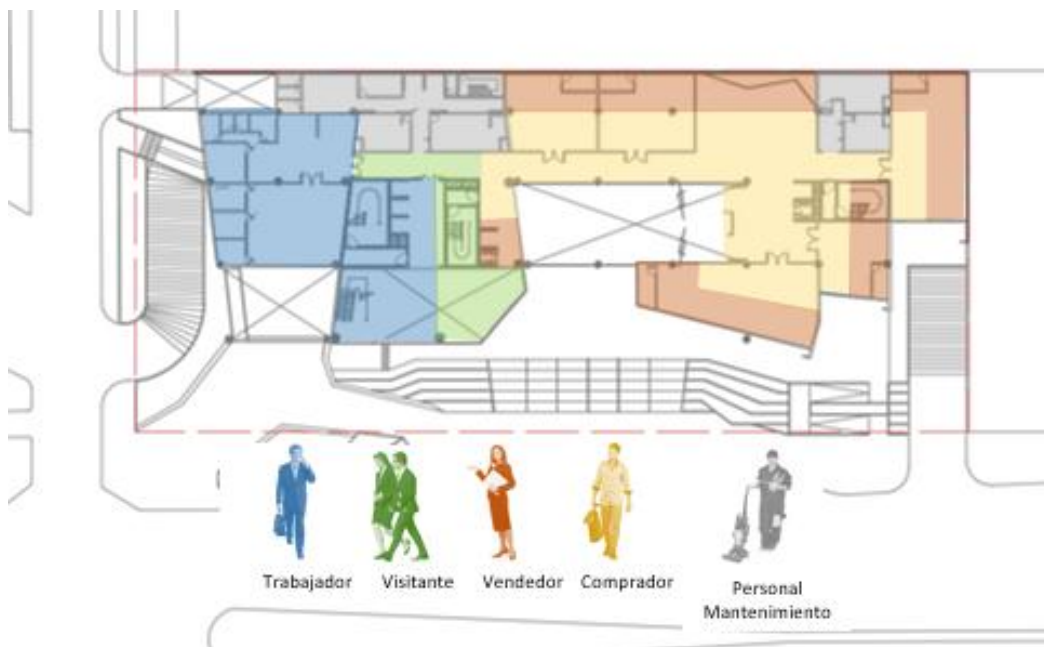 Trabajador
Visitante
Vendedor
Comprador
Personal
Mantenimiento